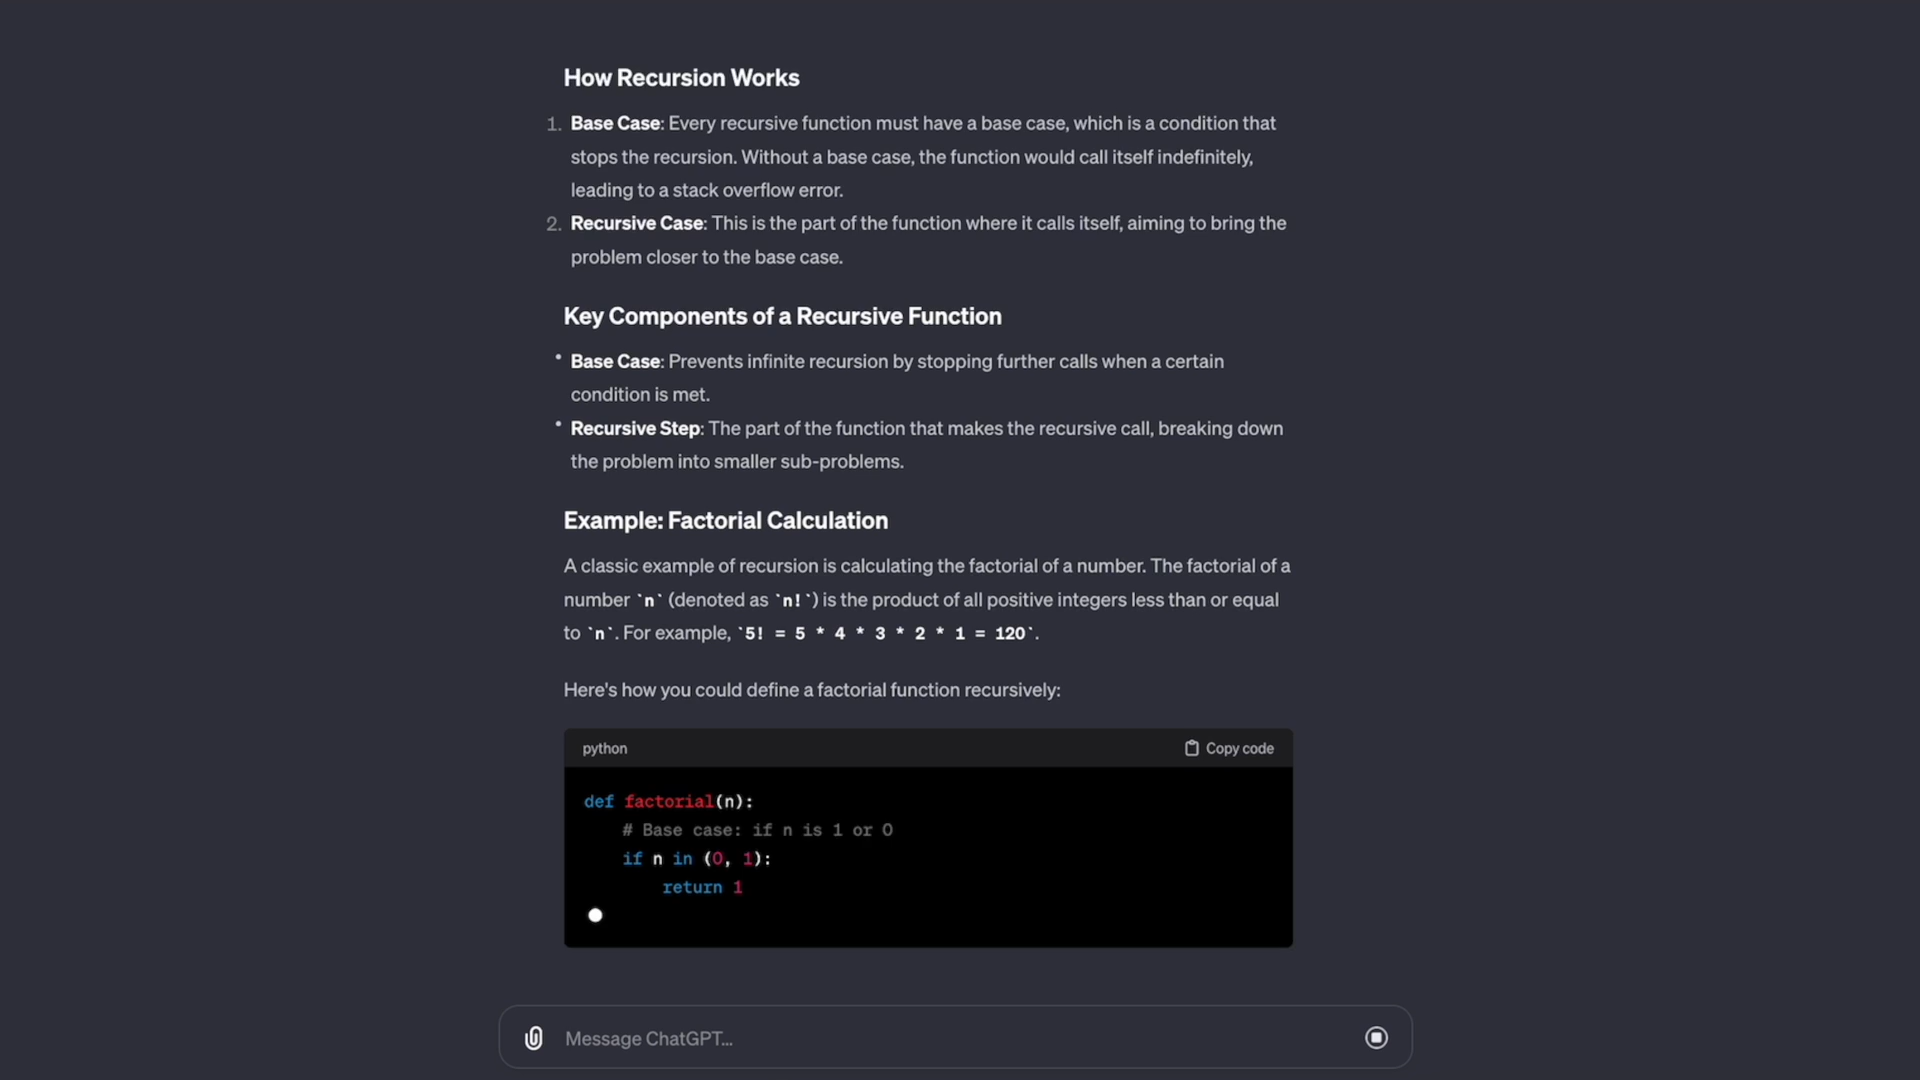 How Recursion Works
1. Base Case: Every recursive function must have a base case, which is a condition that
stops the recursion. Without a base case, the function would call itself indefinitely,
leading to a stack overflow error.
2. Recursive Case: This is the part of the function where it calls itself, aiming to bring the
problem closer to the base case.
Key Components of a Recursive Function
• Base Case: Prevents infinite recursion by stopping further calls when a certain
condition is met.
• Recursive Step: The part of the function that makes the recursive call, breaking down
the problem into smaller sub-problems.
Example: Factorial Calculation
A classic example of recursion is calculating the factorial of a number. The factorial of a
number `n` (denoted as `n!`) is the product of all positive integers less than or equal
to `n`. For example, `5! = 5 * 4 * 3 * 2 * 1 = 120`.
Here's how you could define a factorial function recursively:
python
Copy code
def factorial(n):
    # Base case: if n is 1 or 0
    if n in (0, 1):
        return 1
Message ChatGPT...